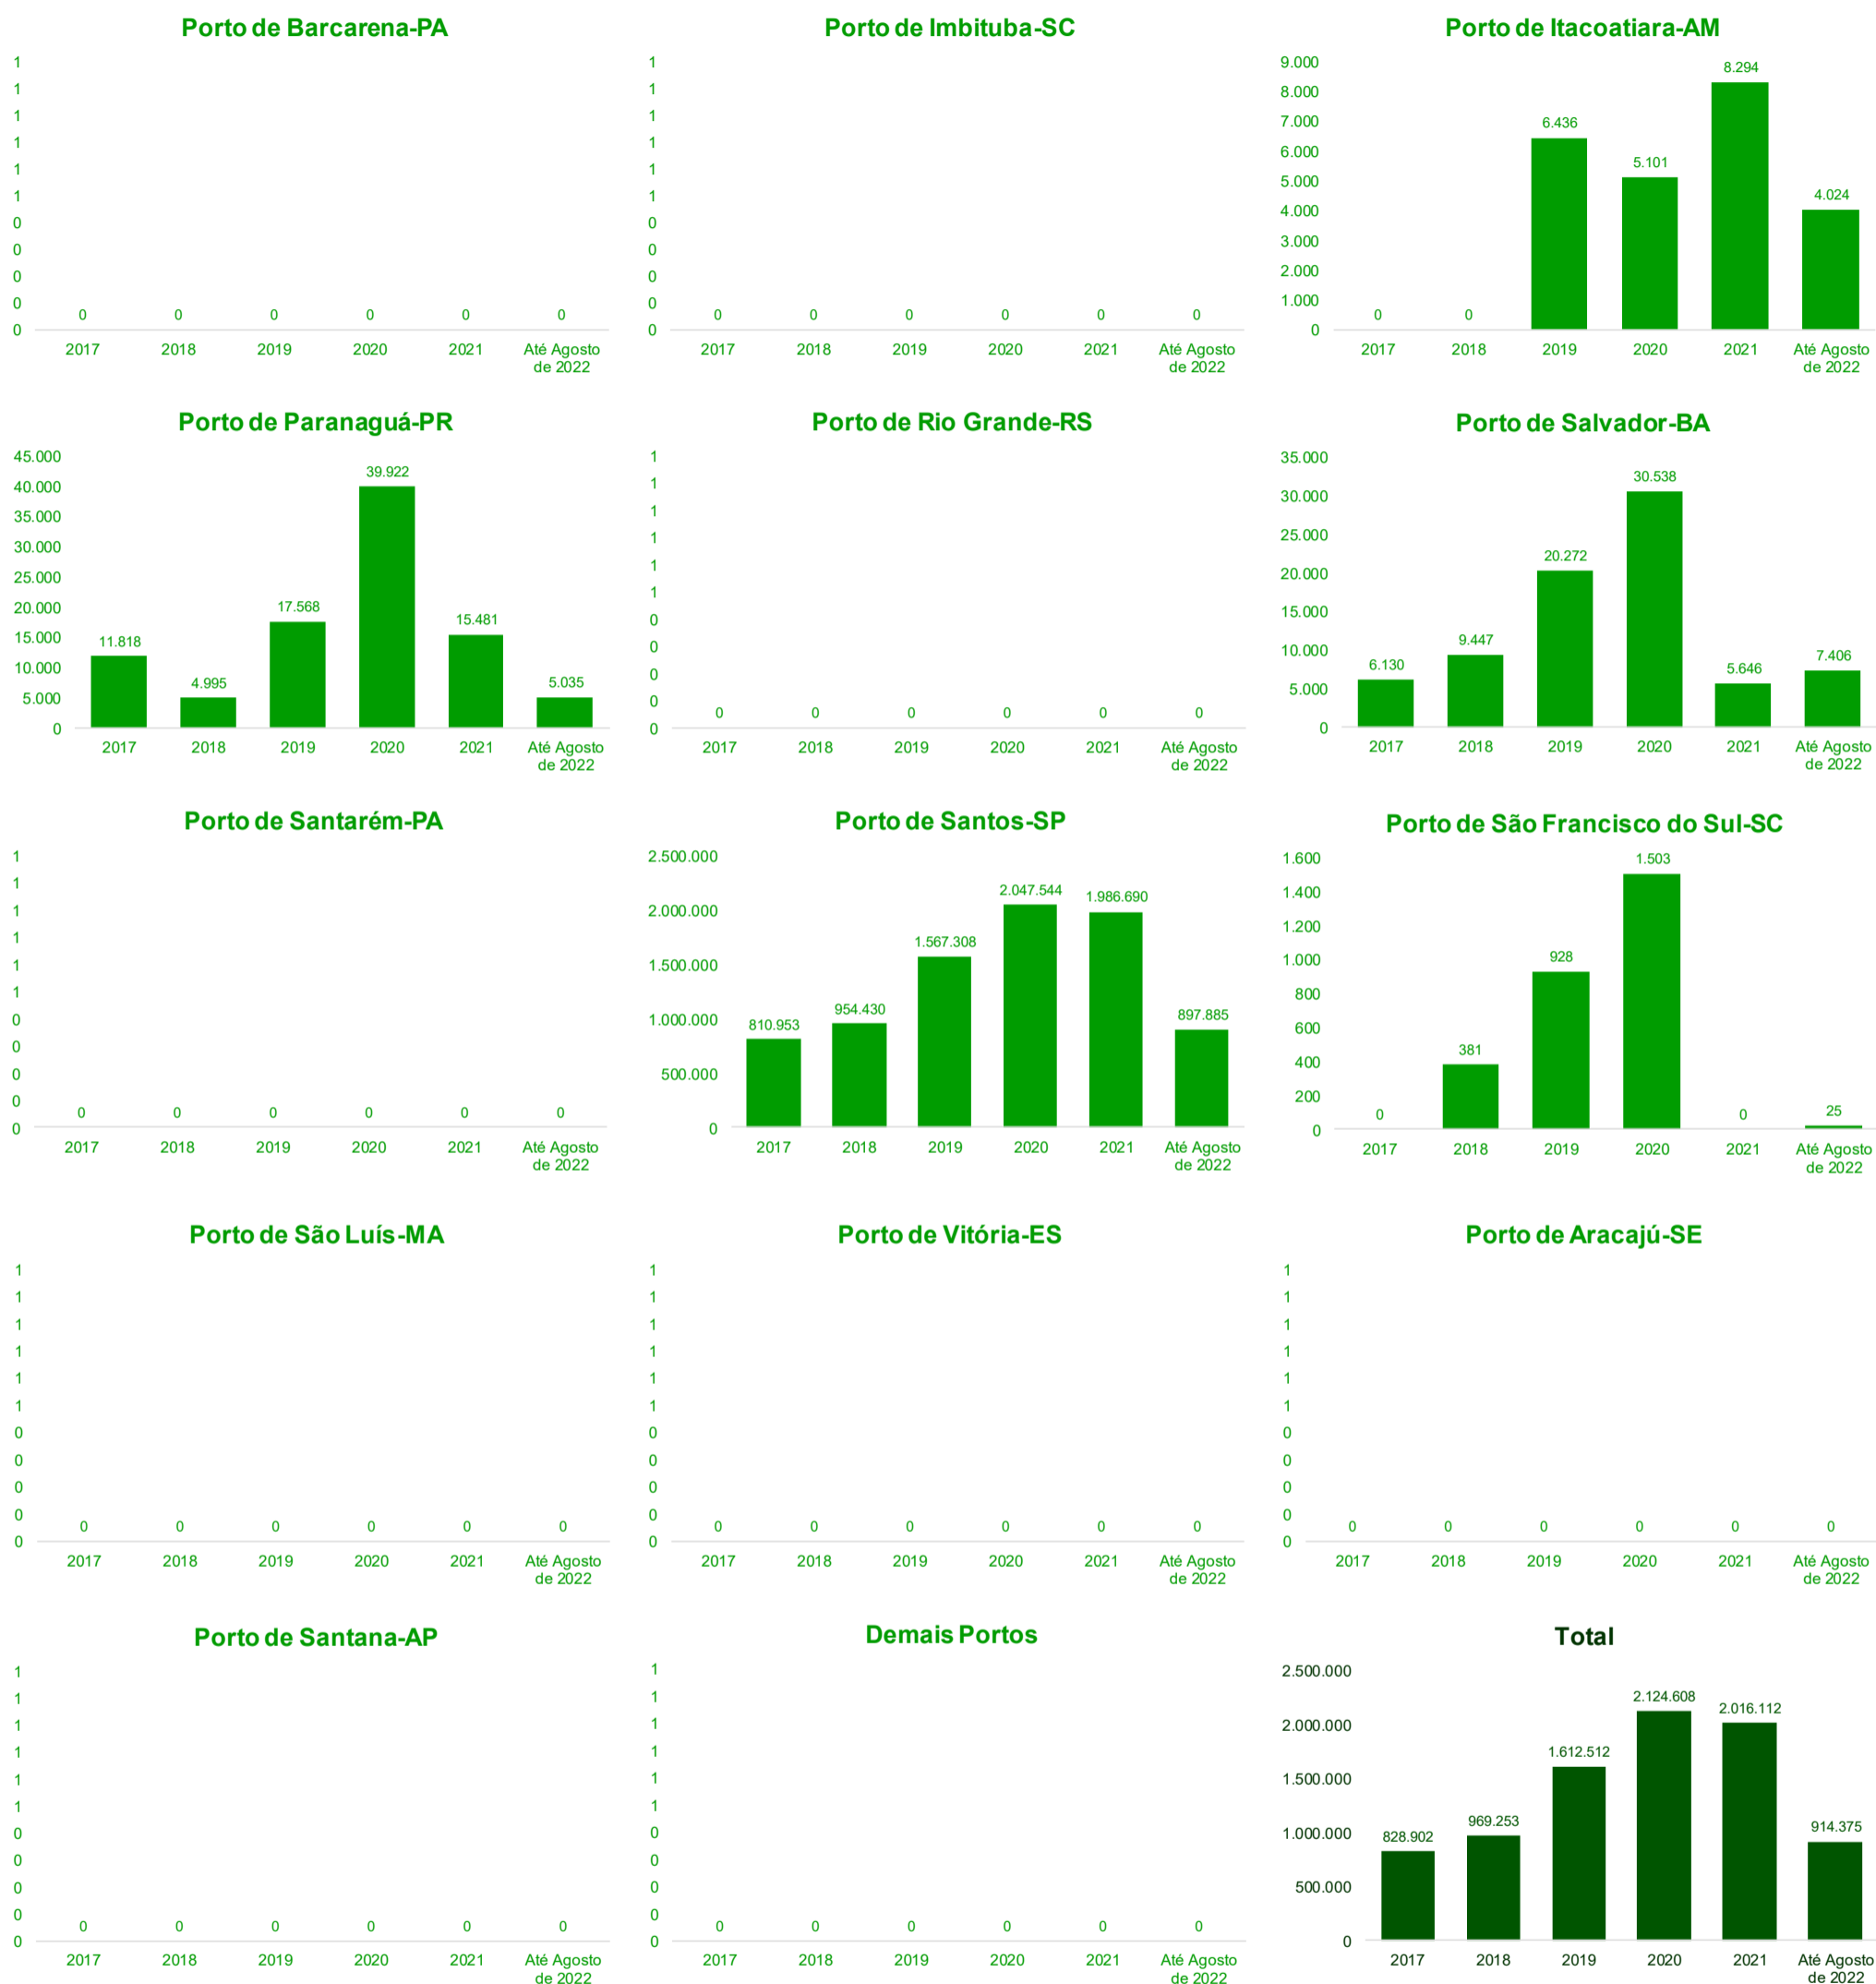 Porto de Barcarena-PA
1
1
1
1
1
1
0
0
0
0
0
0 0 0 0 0 0
2017 2018 2019 2020 2021 Até Agosto
de 2022
Porto de Imbituba-SC
1
1
1
1
1
1
0
0
0
0
0
0 0 0 0 0 0
2017 2018 2019 2020 2021 Até Agosto
de 2022
Porto de Itacoatiara-AM
9.000
8.000
7.000
6.000
5.000
4.000
3.000
2.000
1.000
0
0 0 6.436 5.101 8.294 4.024
2017 2018 2019 2020 2021 Até Agosto
de 2022
Porto de Paranaguá-PR
45.000
40.000
35.000
30.000
25.000
20.000
15.000
10.000
5.000
0
11.818 4.995 17.568 39.922 15.481 5.035
2017 2018 2019 2020 2021 Até Agosto
de 2022
Porto de Rio Grande-RS
1
1
1
1
1
1
0
0
0
0
0
0 0 0 0 0 0
2017 2018 2019 2020 2021 Até Agosto
de 2022
Porto de Salvador-BA
35.000
30.000
25.000
20.000
15.000
10.000
5.000
0
6.130 9.447 20.272 30.538 5.646 7.406
2017 2018 2019 2020 2021 Até Agosto
de 2022
Porto de Santarém-PA
1
1
1
1
1
1
0
0
0
0
0
0 0 0 0 0 0
2017 2018 2019 2020 2021 Até Agosto
de 2022
Porto de Santos-SP
2.500.000
2.000.000
1.500.000
1.000.000
500.000
0
810.953 954.430 1.567.308 2.047.544 1.986.690 897.885
2017 2018 2019 2020 2021 Até Agosto
de 2022
Porto de São Francisco do Sul-SC
1.600
1.400
1.200
1.000
800
600
400
200
0
0 381 928 1.503 0 25
2017 2018 2019 2020 2021 Até Agosto
de 2022
Porto de São Luís-MA
1
1
1
1
1
1
0
0
0
0
0
0 0 0 0 0 0
2017 2018 2019 2020 2021 Até Agosto
de 2022
Porto de Vitória-ES
1
1
1
1
1
1
0
0
0
0
0
0 0 0 0 0 0
2017 2018 2019 2020 2021 Até Agosto
de 2022
Porto de Aracajú-SE
1
1
1
1
1
1
0
0
0
0
0
0 0 0 0 0 0
2017 2018 2019 2020 2021 Até Agosto
de 2022
Porto de Santana-AP
1
1
1
1
1
1
0
0
0
0
0
0 0 0 0 0 0
2017 2018 2019 2020 2021 Até Agosto
de 2022
Demais Portos
1
1
1
1
1
1
0
0
0
0
0
0 0 0 0 0 0
2017 2018 2019 2020 2021 Até Agosto
de 2022
Total
2.500.000
2.000.000
1.500.000
1.000.000
500.000
0
828.902 969.253 1.612.512 2.124.608 2.016.112 914.375
2017 2018 2019 2020 2021 Até Agosto
de 2022